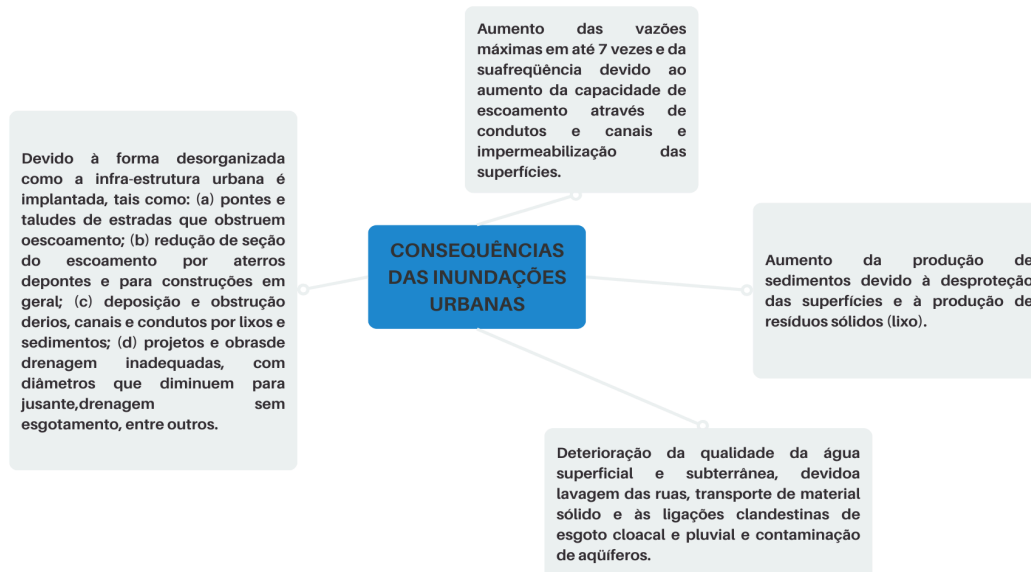 Aumento das vazões
máximas em até 7 vezes e da
suafreqüência devido ao
aumento da capacidade de
escoamento através de
condutos e canais e
impermeabilização das
superfícies.
Devido à forma desorganizada
como a infra-estrutura urbana é
implantada, tais como: (a) pontes e
taludes de estradas que obstruem
oescoamento; (b) redução de seção
do escoamento por aterros
depontes e para construções em
geral; (c) deposição e obstrução
derios, canais e condutos por lixos e
sedimentos; (d) projetos e obrasde
drenagem inadequadas, com
diâmetros que diminuem para
jusante,drenagem sem
esgotamento, entre outros.
CONSEQUÊNCIAS
DAS INUNDAÇÕES
URBANAS
Aumento da produção de
sedimentos devido à desproteção
das superfícies e à produção de
resíduos sólidos (lixo).
Deterioração da qualidade da água
superficial e subterrânea, devidoa
lavagem das ruas, transporte de material
sólido e às ligações clandestinas de
esgoto cloacal e pluvial e contaminação
de aqüíferos.